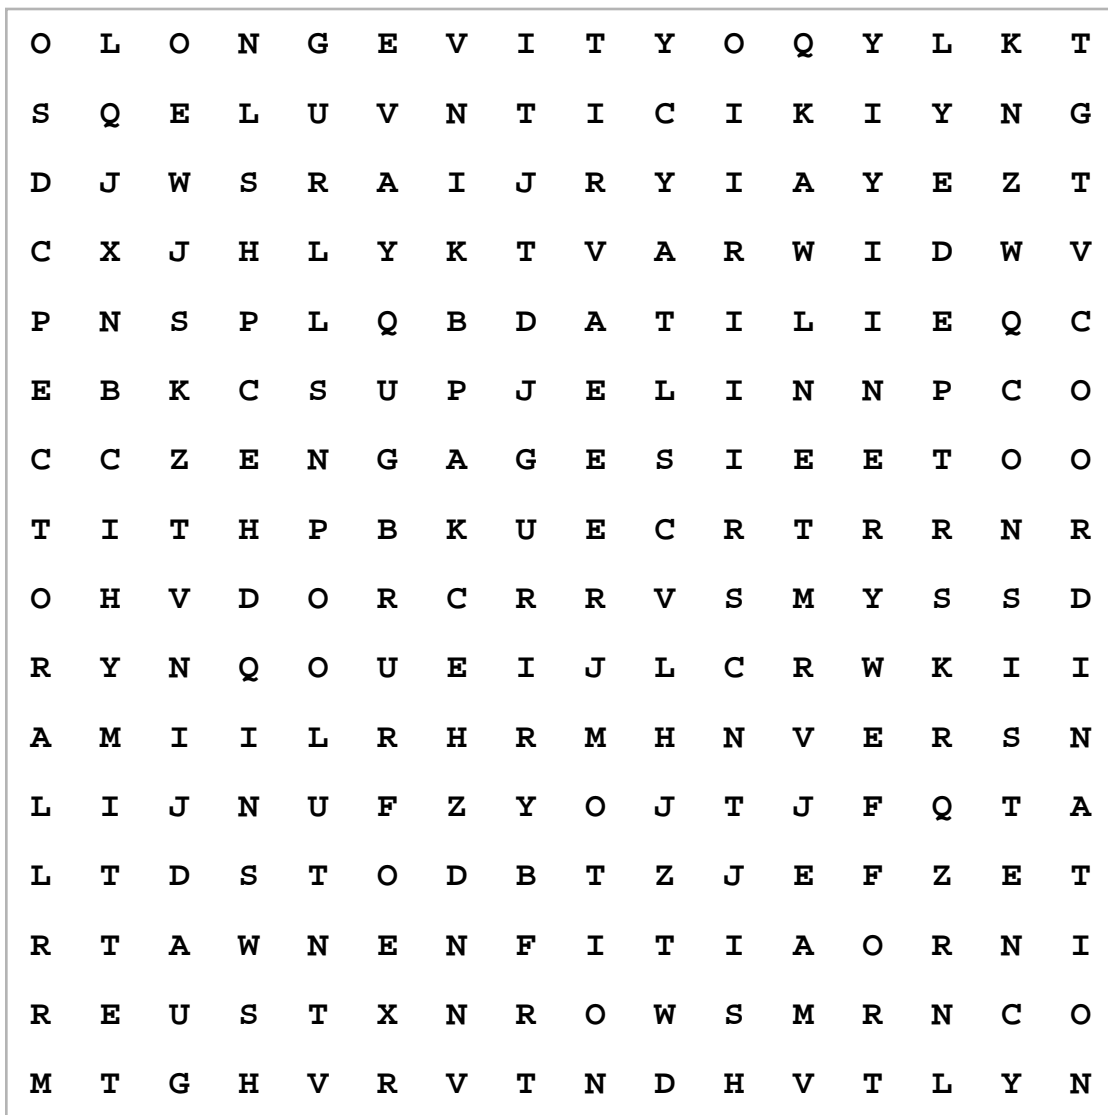 O L O N G E V I T Y O Q Y L K T
S Q E L U V N T I C I K I Y N G
D J W S R A I J R Y I A Y E Z T
C X J H L Y K T V A R W I D W V
P N S P L Q B D A T I L I E Q C
E B K C S U P J E L I N N P C O
C C Z E N G A G E S I E E T O O
T I T H P B K U E C R T R R N R
O H V D O R C R R V S M Y S S D
R Y N Q O U E I J L C R W K I I
A M I I L R H R M H N V E R S N
L I J N U F Z Y O J T J F Q T A
L T D S T O D B T Z J E F Z E T
R T A W N E N F I T I A O R N I
R E U S T X N R O W S M R N C O
M T G H V R V T N D H V T L Y N